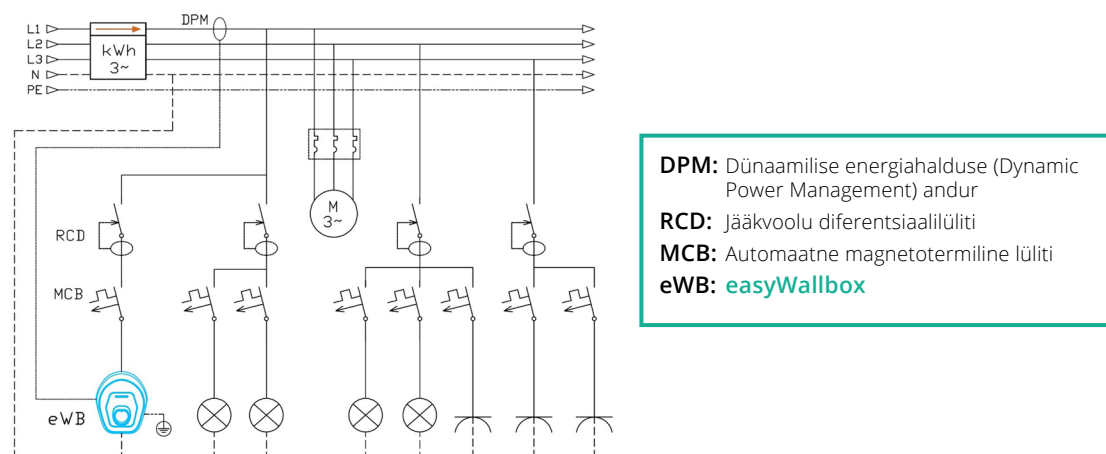 DPM
L1
L2
L3
N
PE
kWh
3~
M
3~
RCD
MCB
eWB
DPM: Dünaamilise energiahalduse (Dynamic
Power Management) andur
RCD: Jääkvoolu diferentsiaalilüliti
MCB: Automaatne magnetotermiline lüliti
eWB: easyWallbox